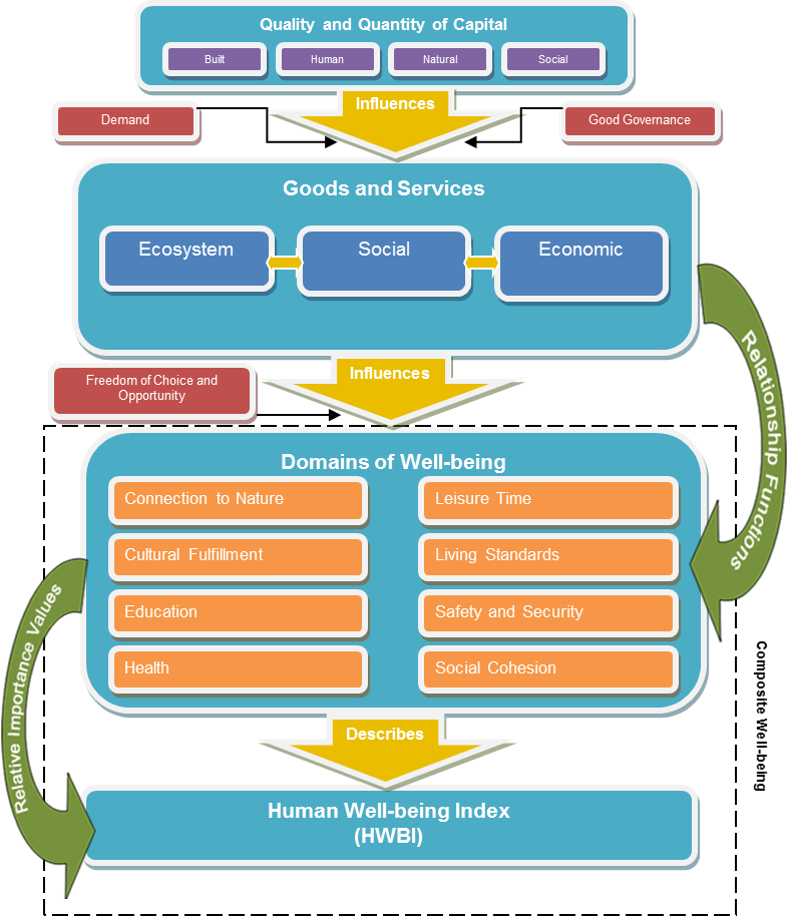 Quality and Quantity of Capital
Built
Human
Natural
Social
Influences
Demand
Good Governance
Goods and Services
Ecosystem
Social
Economic
Influences
Freedom of Choice and
Opportunity
Relationship Functions
Domains of Well-being
Connection to Nature
Leisure Time
Cultural Fulfillment
Living Standards
Education
Safety and Security
Health
Social Cohesion
Relative Importance Values
Composite Well-being
Describes
Human Well-being Index
(HWBI)